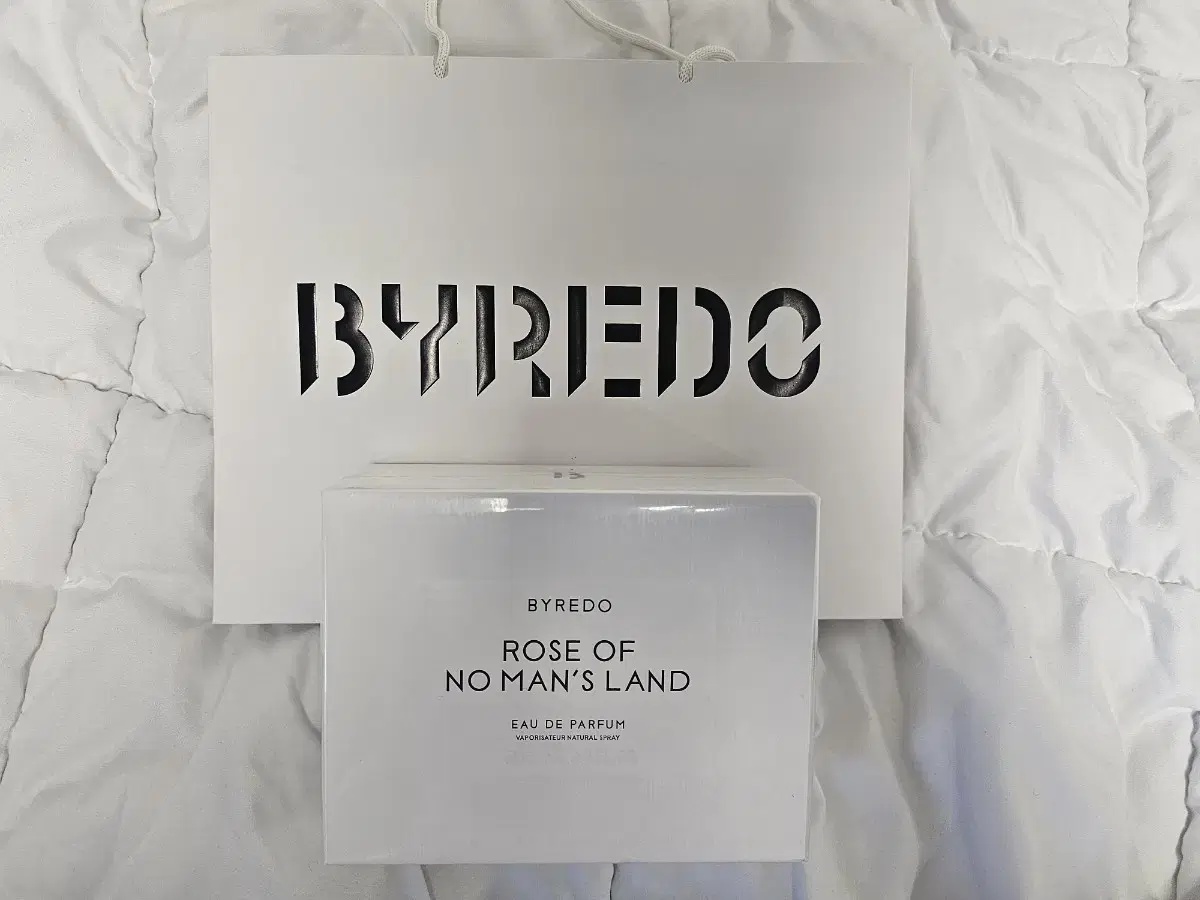 BYREDO
BYREDO
ROSE OF
NO MAN'S LAND
EAU DE PARFUM
VAPORISATEUR NATURAL SPRAY